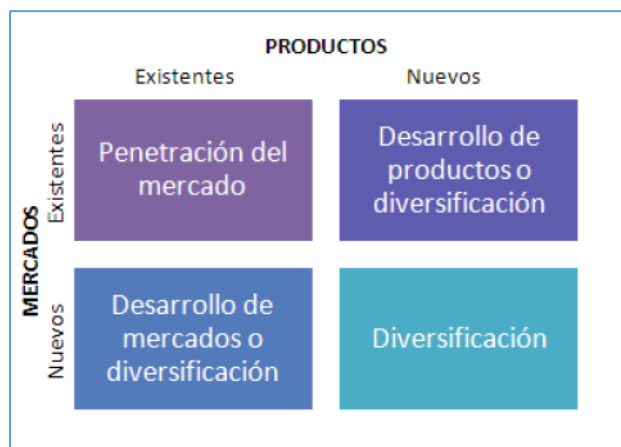 PRODUCTOS
Existentes
Nuevos
MERCADOS
Existentes
Penetración del
mercado
Desarrollo de
productos o
diversificación
Nuevos
Desarrollo de
mercados o
diversificación
Diversificación